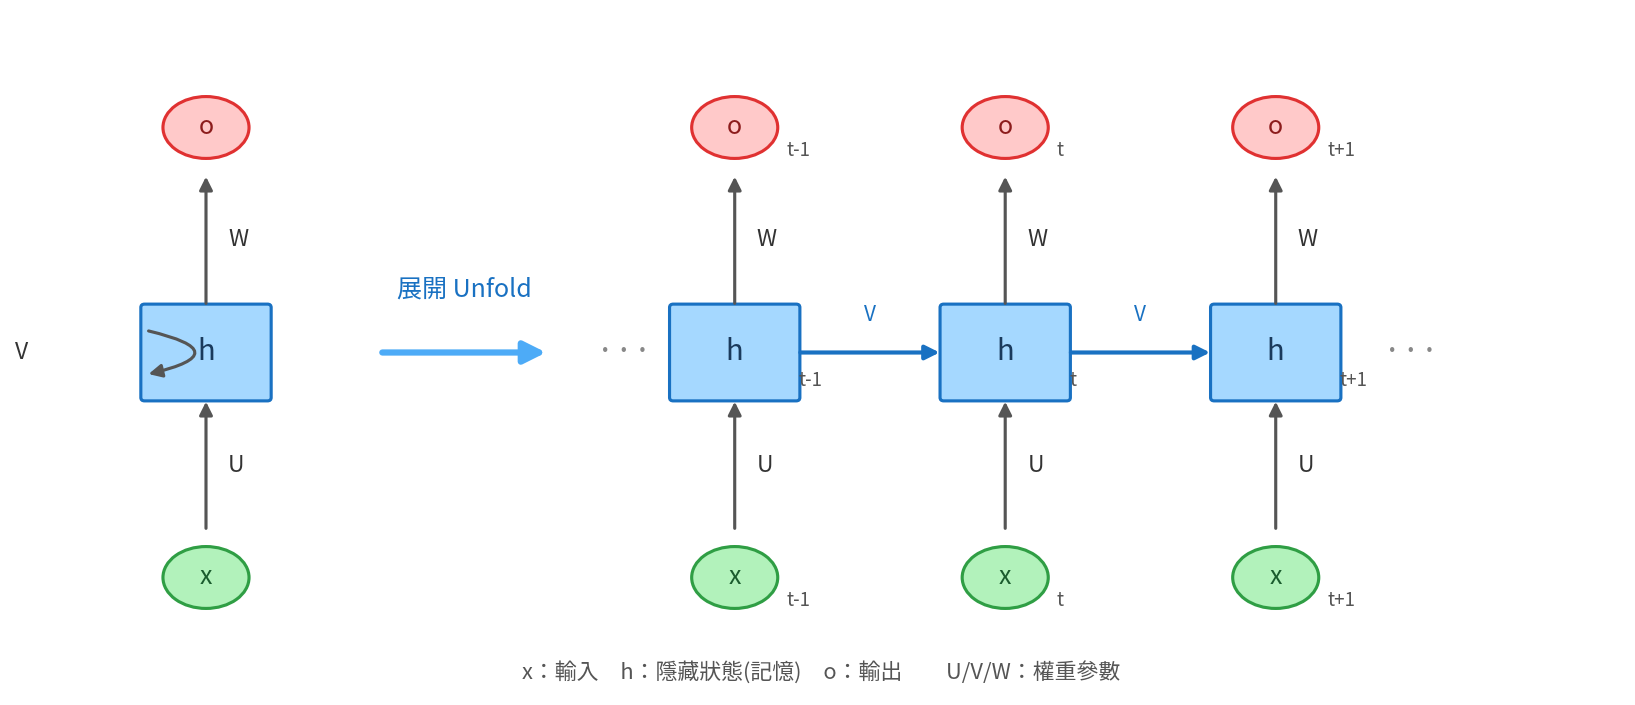 o o t-1 o t o t+1
W W W W
展開 Unfold
V V
V h · · · h t-1 h t h t+1 · · ·
U U U U
x x t-1 x t x t+1
x：輸入 h：隱藏狀態(記憶) o：輸出 U/V/W：權重參數